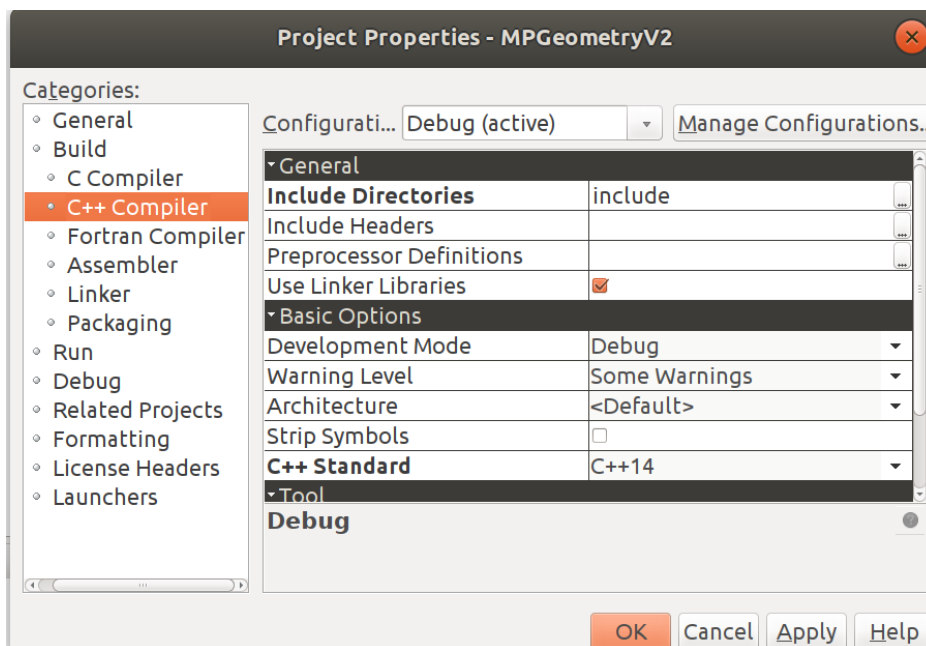 Project Properties - MPGeometryV2
Categories:
General
Build
C Compiler
C++ Compiler
Fortran Compiler
Assembler
Linker
Packaging
Run
Debug
Related Projects
Formatting
License Headers
Launchers
Configurati... Debug (active) Manage Configurations..
General
Include Directories include ...
Include Headers ...
Preprocessor Definitions ...
Use Linker Libraries
Basic Options
Development Mode Debug
Warning Level Some Warnings
Architecture <Default>
Strip Symbols
C++ Standard C++14
Tool
Debug
?
OK Cancel Apply Help